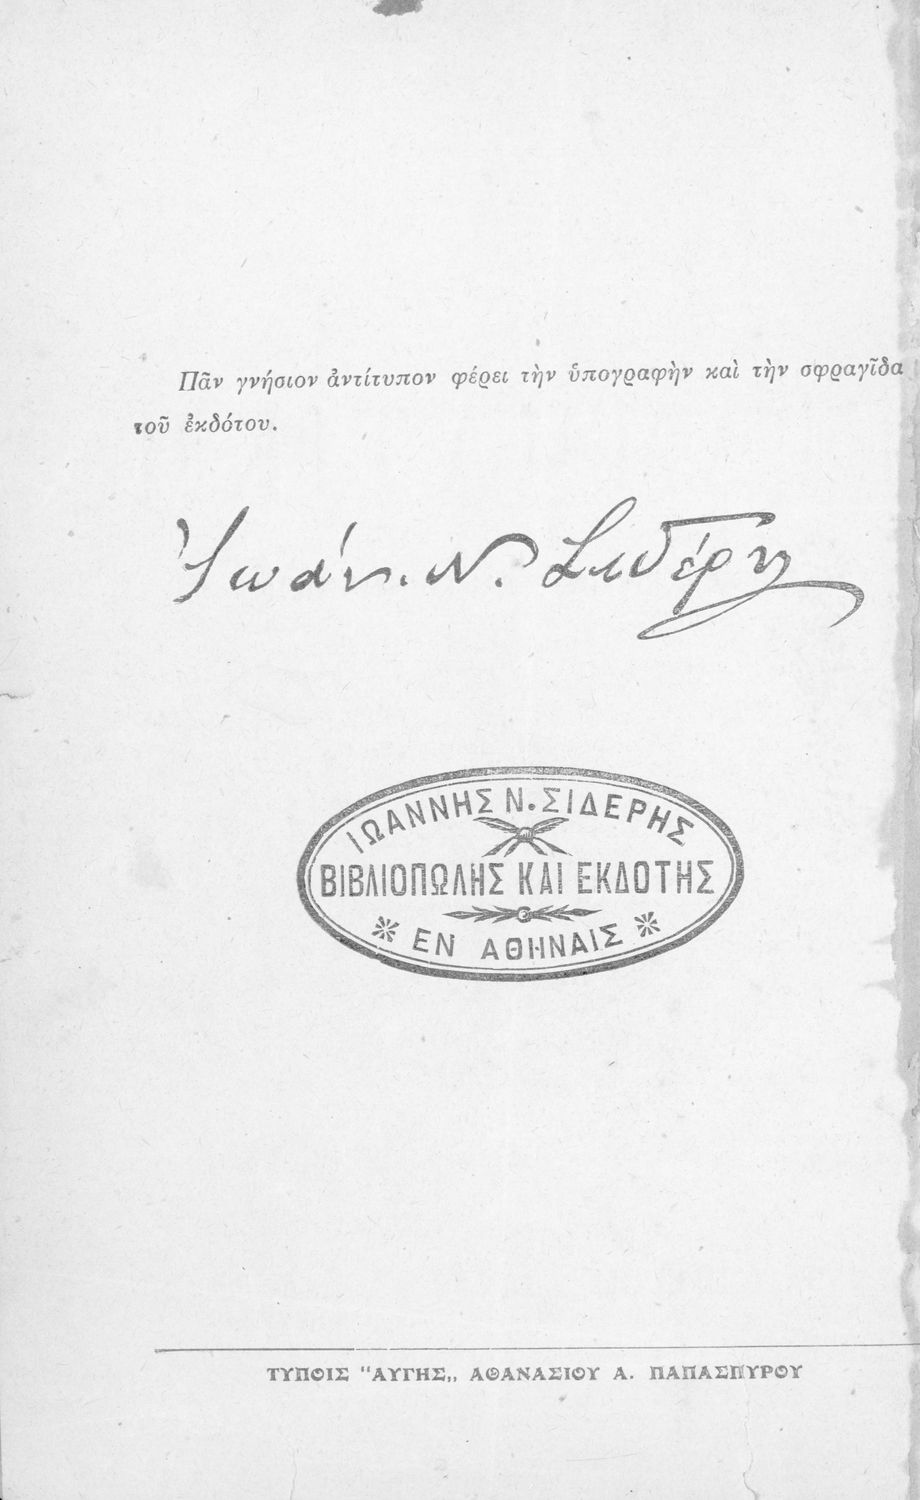 Πᾶν γνήσιον ἀντίτυπον φέρει τὴν ὑπογραφὴν καὶ τὴν σφραγῖδα
τοῦ ἐκδότου.
Ἰωάν. Ν. Σιδέρης
ΙΩΑΝΝΗΣ Ν. ΣΙΔΕΡΗΣ
ΒΙΒΛΙΟΠΩΛΗΣ ΚΑΙ ΕΚΔΟΤΗΣ
ΕΝ ΑΘΗΝΑΙΣ
ΤΥΠΟΙΣ "ΑΥΓΗΣ„ ΑΘΑΝΑΣΙΟΥ Α. ΠΑΠΑΣΠΥΡΟΥ